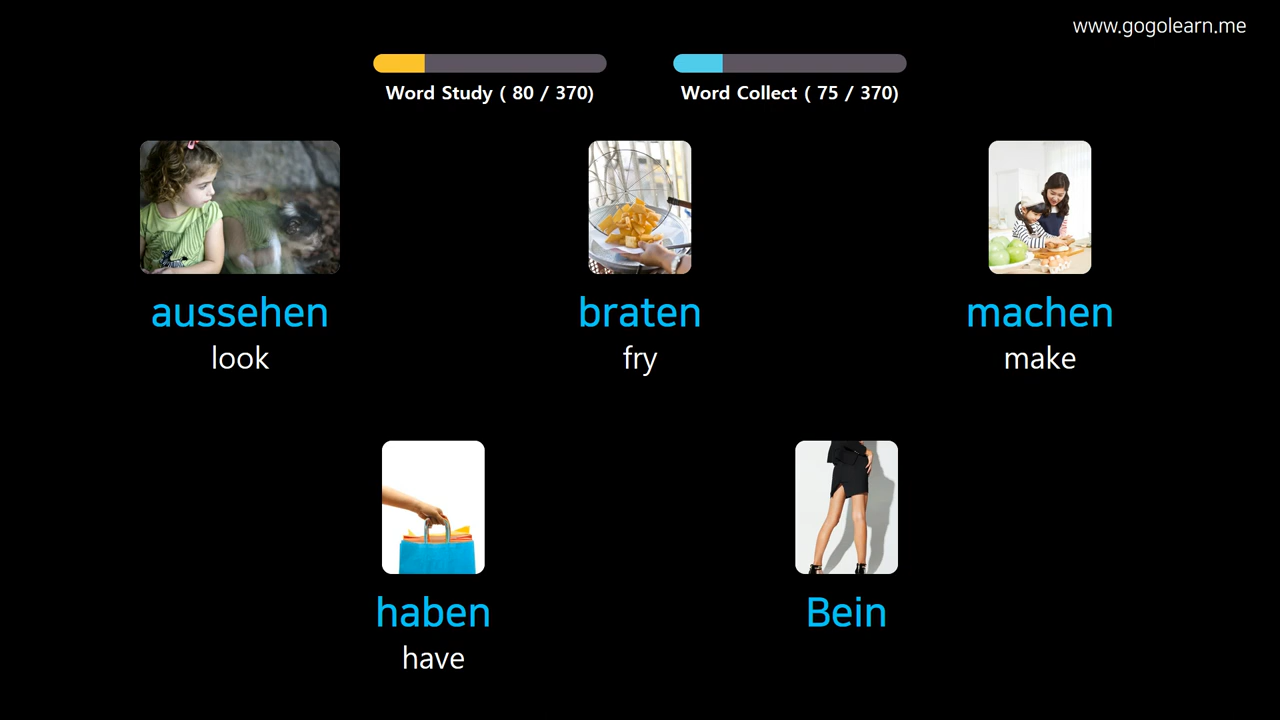 www.gogolearn.me
Word Study ( 80 / 370)
Word Collect ( 75 / 370)
aussehen
look
braten
fry
machen
make
haben
have
Bein